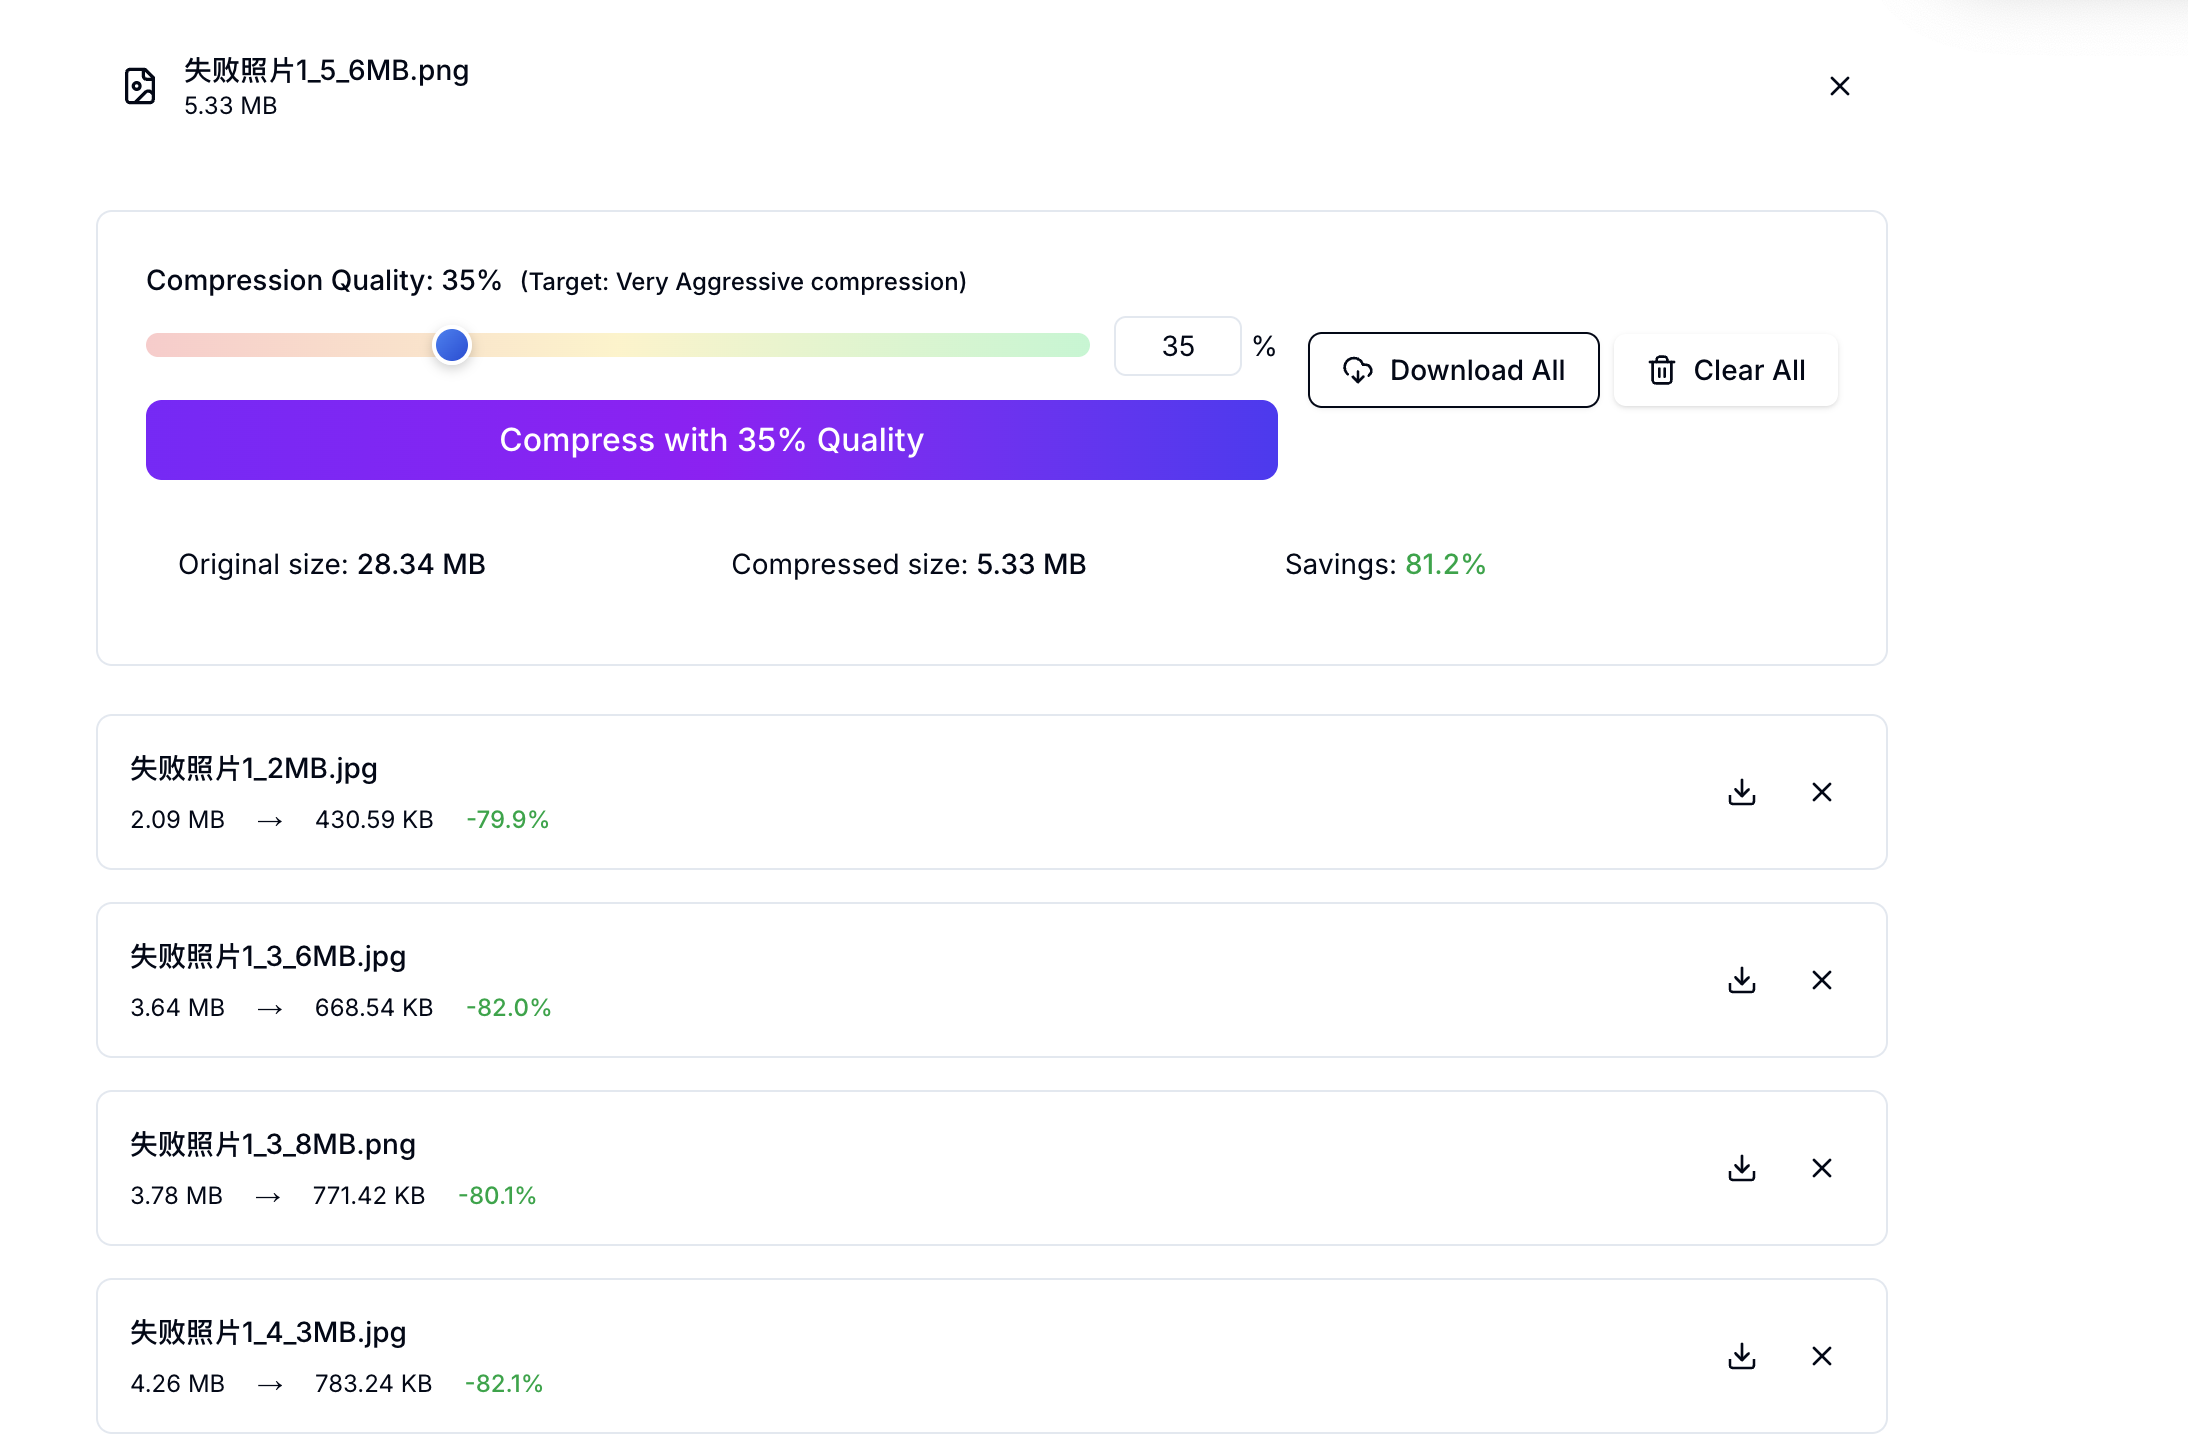 失败照片1_5_6MB.png
5.33 MB
Compression Quality: 35% (Target: Very Aggressive compression)
35 %
Download All
Clear All
Compress with 35% Quality
Original size: 28.34 MB
Compressed size: 5.33 MB
Savings: 81.2%
失败照片1_2MB.jpg
2.09 MB → 430.59 KB -79.9%
失败照片1_3_6MB.jpg
3.64 MB → 668.54 KB -82.0%
失败照片1_3_8MB.png
3.78 MB → 771.42 KB -80.1%
失败照片1_4_3MB.jpg
4.26 MB → 783.24 KB -82.1%